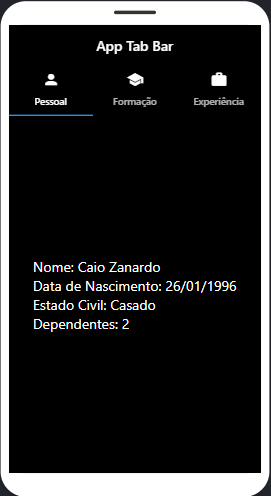 App Tab Bar
Pessoal Formação Experiência
Nome: Caio Zanardo
Data de Nascimento: 26/01/1996
Estado Civil: Casado
Dependentes: 2